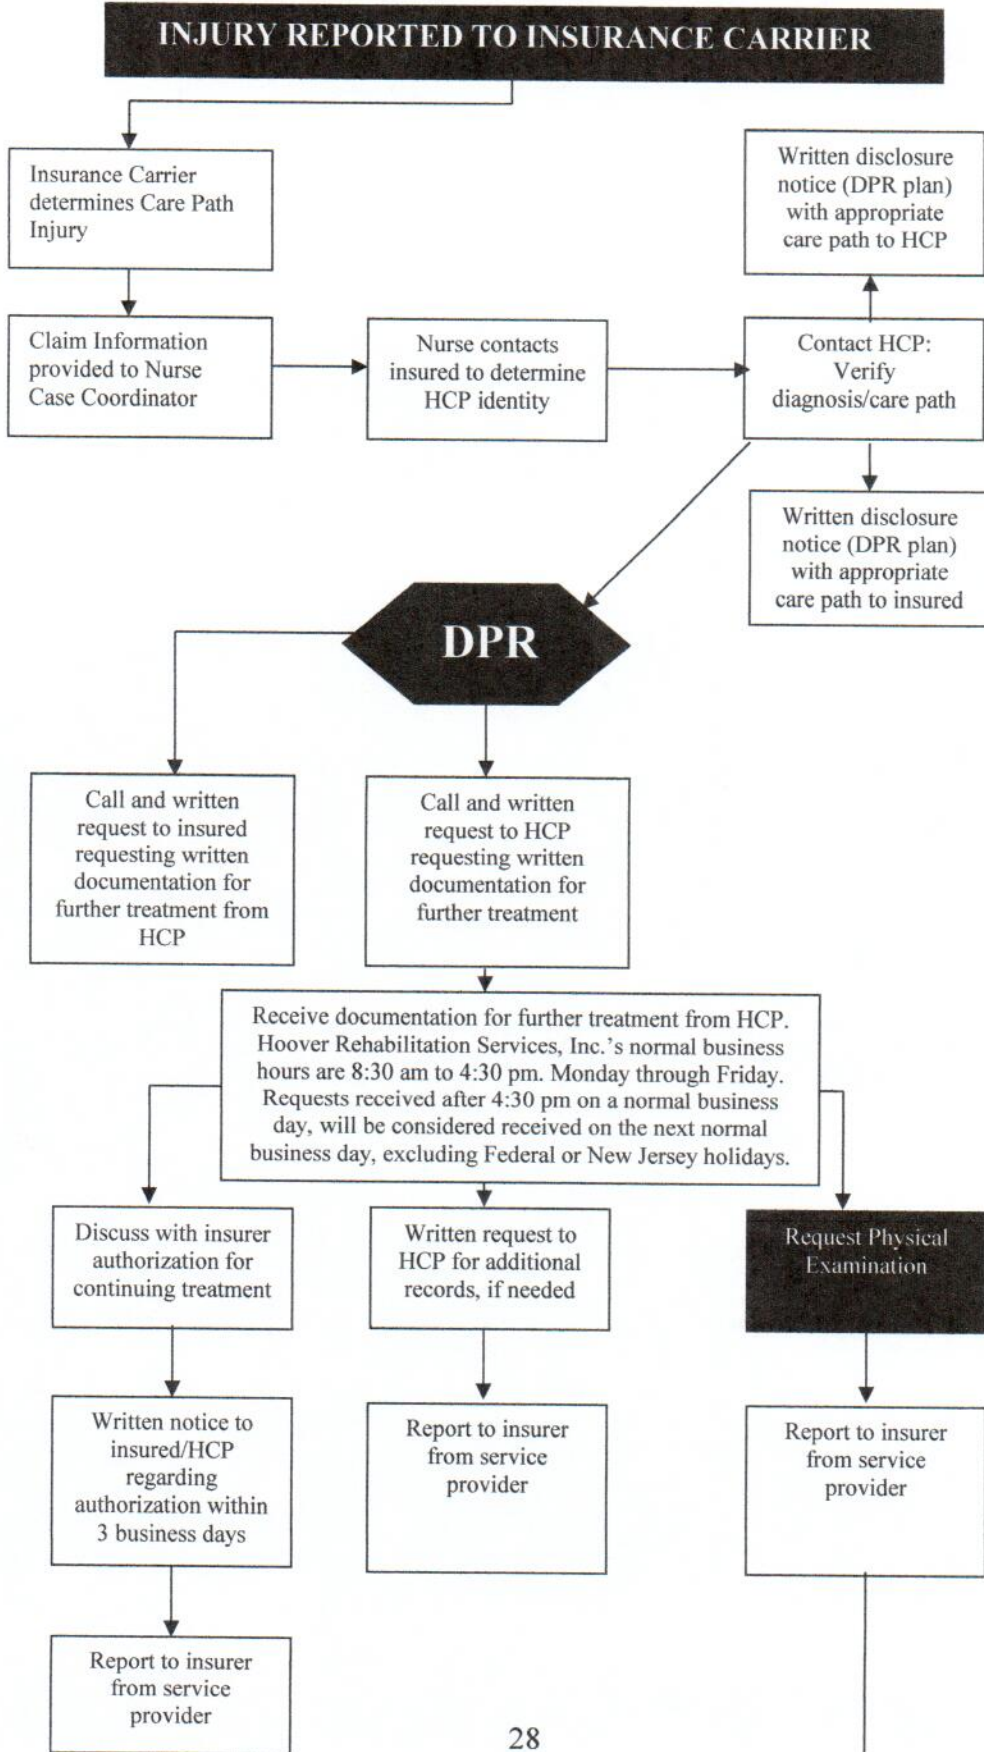 INJURY REPORTED TO INSURANCE CARRIER
Insurance Carrier
determines Care Path
Injury
Written disclosure
notice (DPR plan)
with appropriate
care path to HCP
Claim Information
provided to Nurse
Case Coordinator
Nurse contacts
insured to determine
HCP identity
Contact HCP:
Verify
diagnosis/care path
Written disclosure
notice (DPR plan)
with appropriate
care path to insured
DPR
Call and written
request to insured
requesting written
documentation for
further treatment from
HCP
Call and written
request to HCP
requesting written
documentation for
further treatment
Receive documentation for further treatment from HCP.
Hoover Rehabilitation Services, Inc.'s normal business
hours are 8:30 am to 4:30 pm. Monday through Friday.
Requests received after 4:30 pm on a normal business
day, will be considered received on the next normal
business day, excluding Federal or New Jersey holidays.
Discuss with insurer
authorization for
continuing treatment
Written request to
HCP for additional
records, if needed
Request Physical
Examination
Written notice to
insured/HCP
regarding
authorization within
3 business days
Report to insurer
from service
provider
Report to insurer
from service
provider
Report to insurer
from service
provider
28